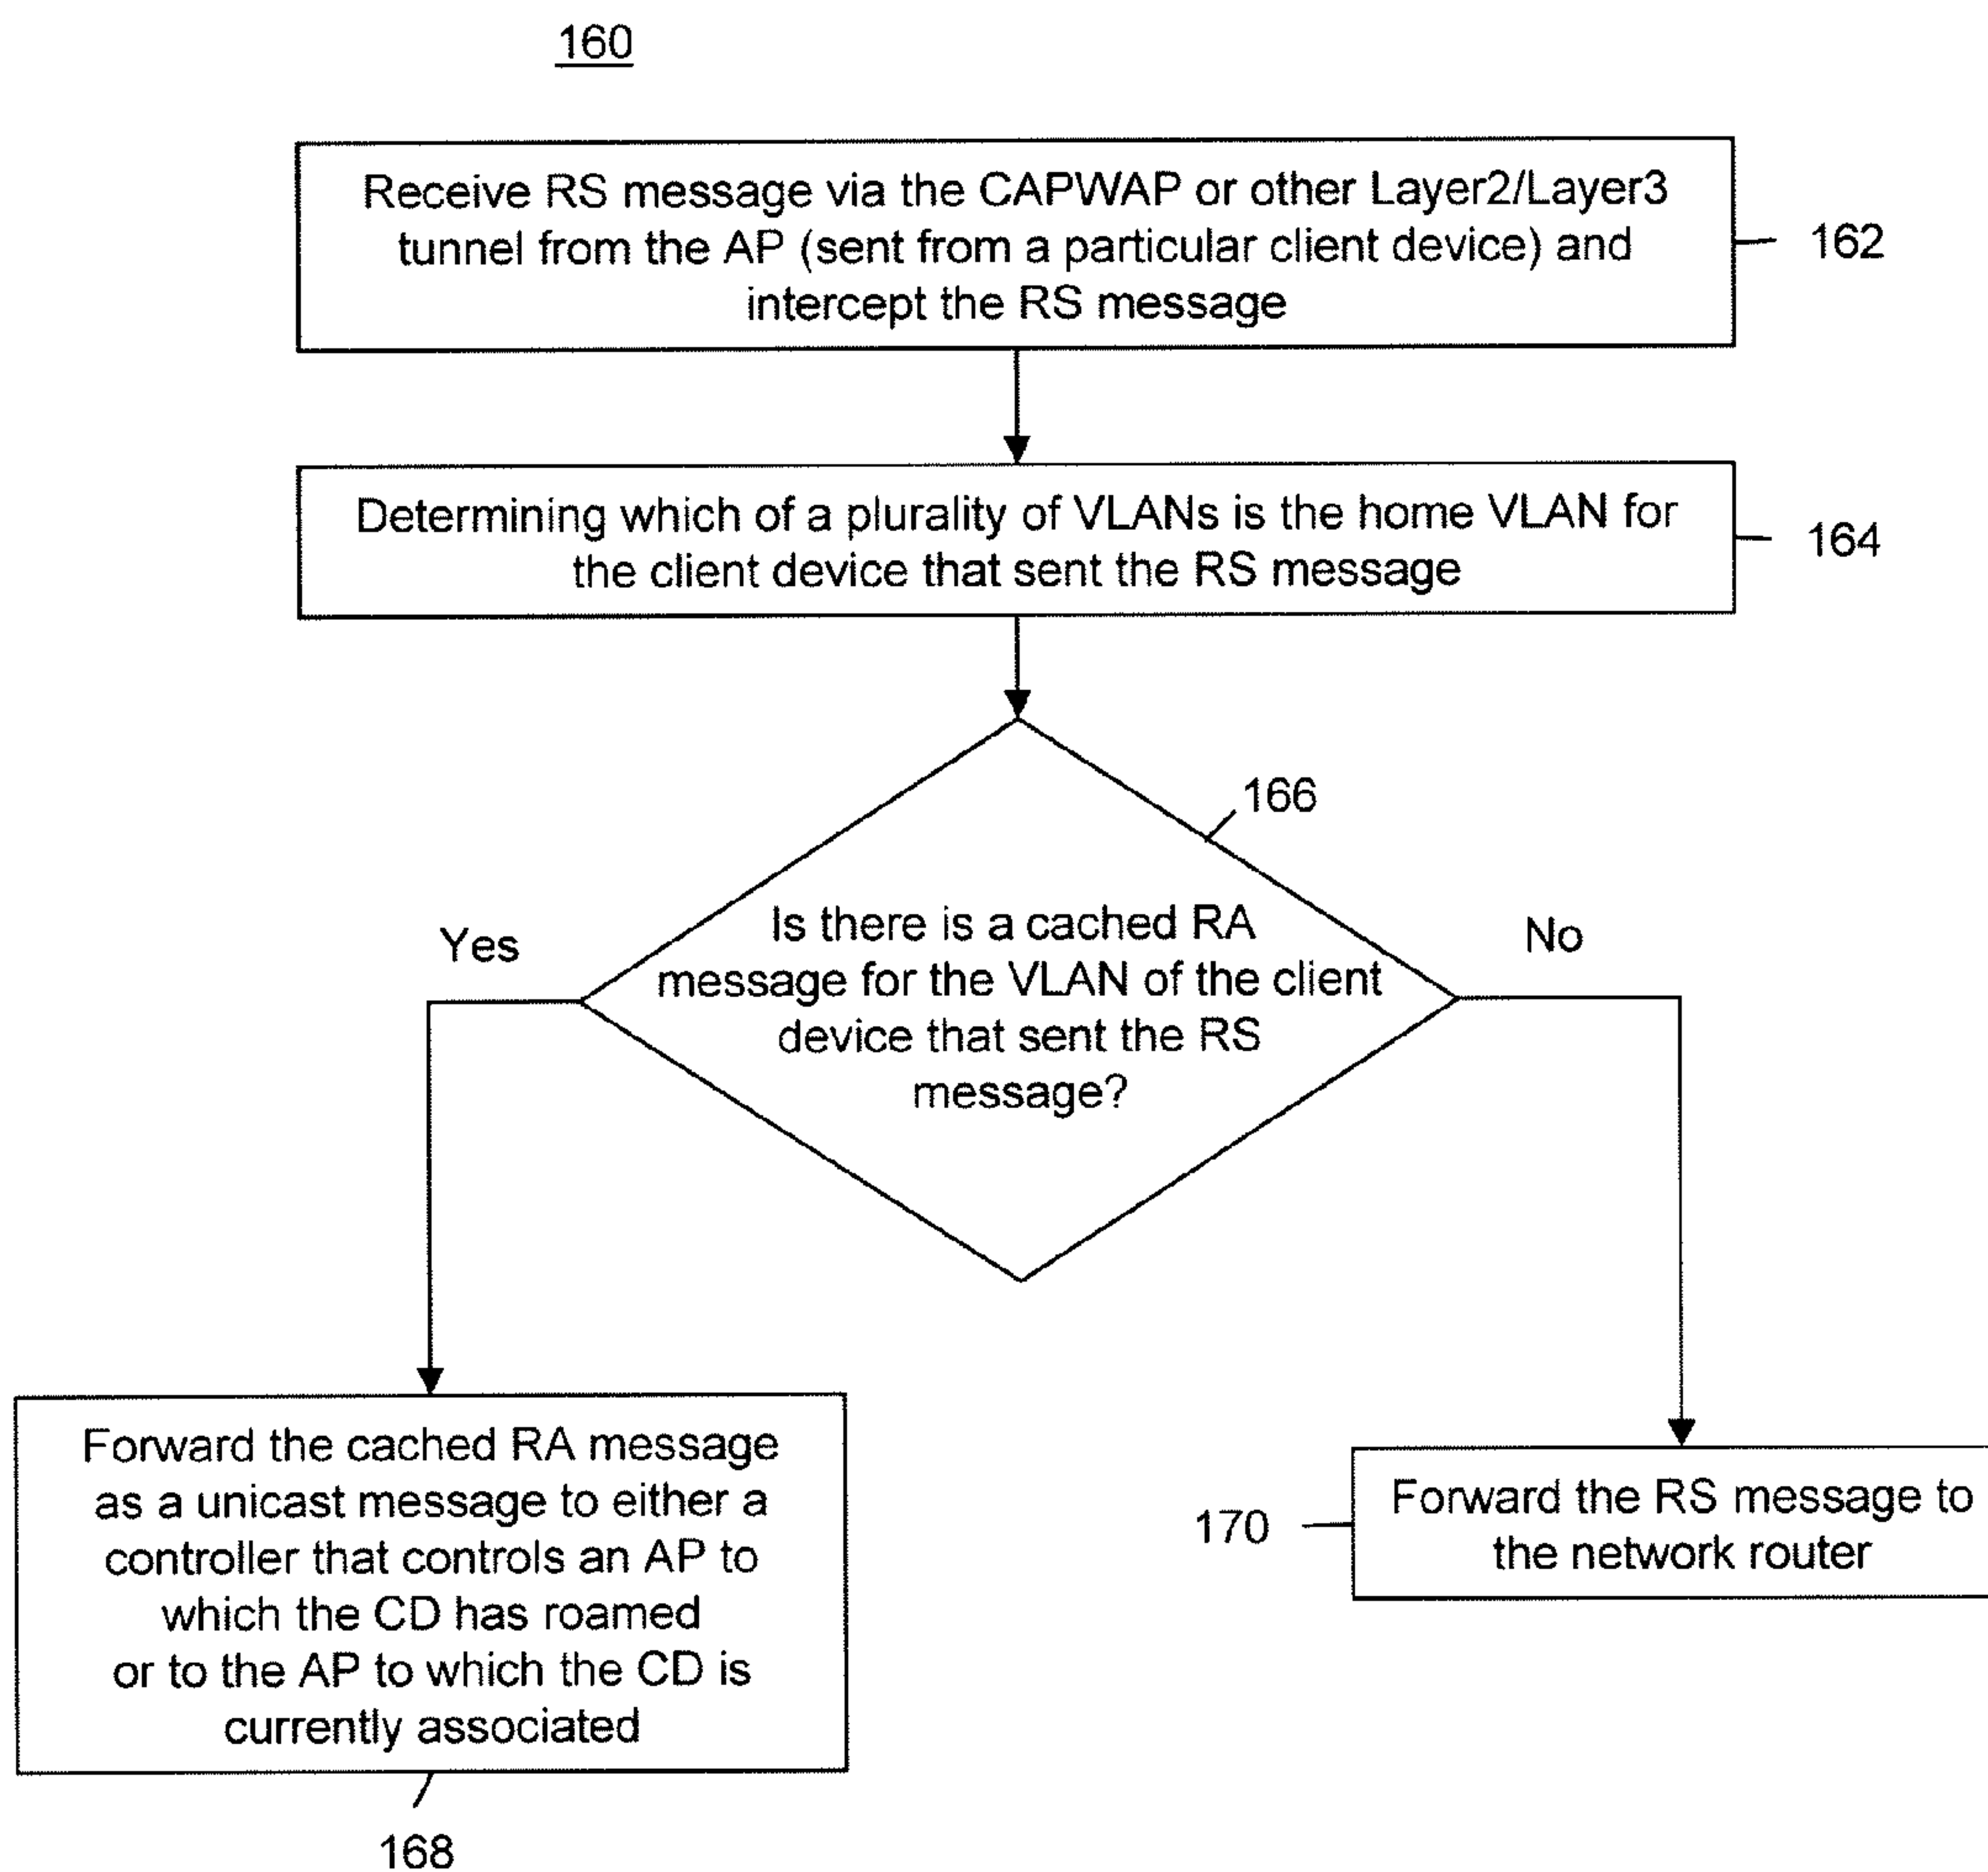 160
Receive RS message via the CAPWAP or other Layer2/Layer3
tunnel from the AP (sent from a particular client device) and
intercept the RS message
162
Determining which of a plurality of VLANs is the home VLAN for
the client device that sent the RS message
164
166
Is there is a cached RA
message for the VLAN of the client
device that sent the RS
message?
Yes
No
Forward the cached RA message
as a unicast message to either a
controller that controls an AP to
which the CD has roamed
or to the AP to which the CD is
currently associated
168
170
Forward the RS message to
the network router